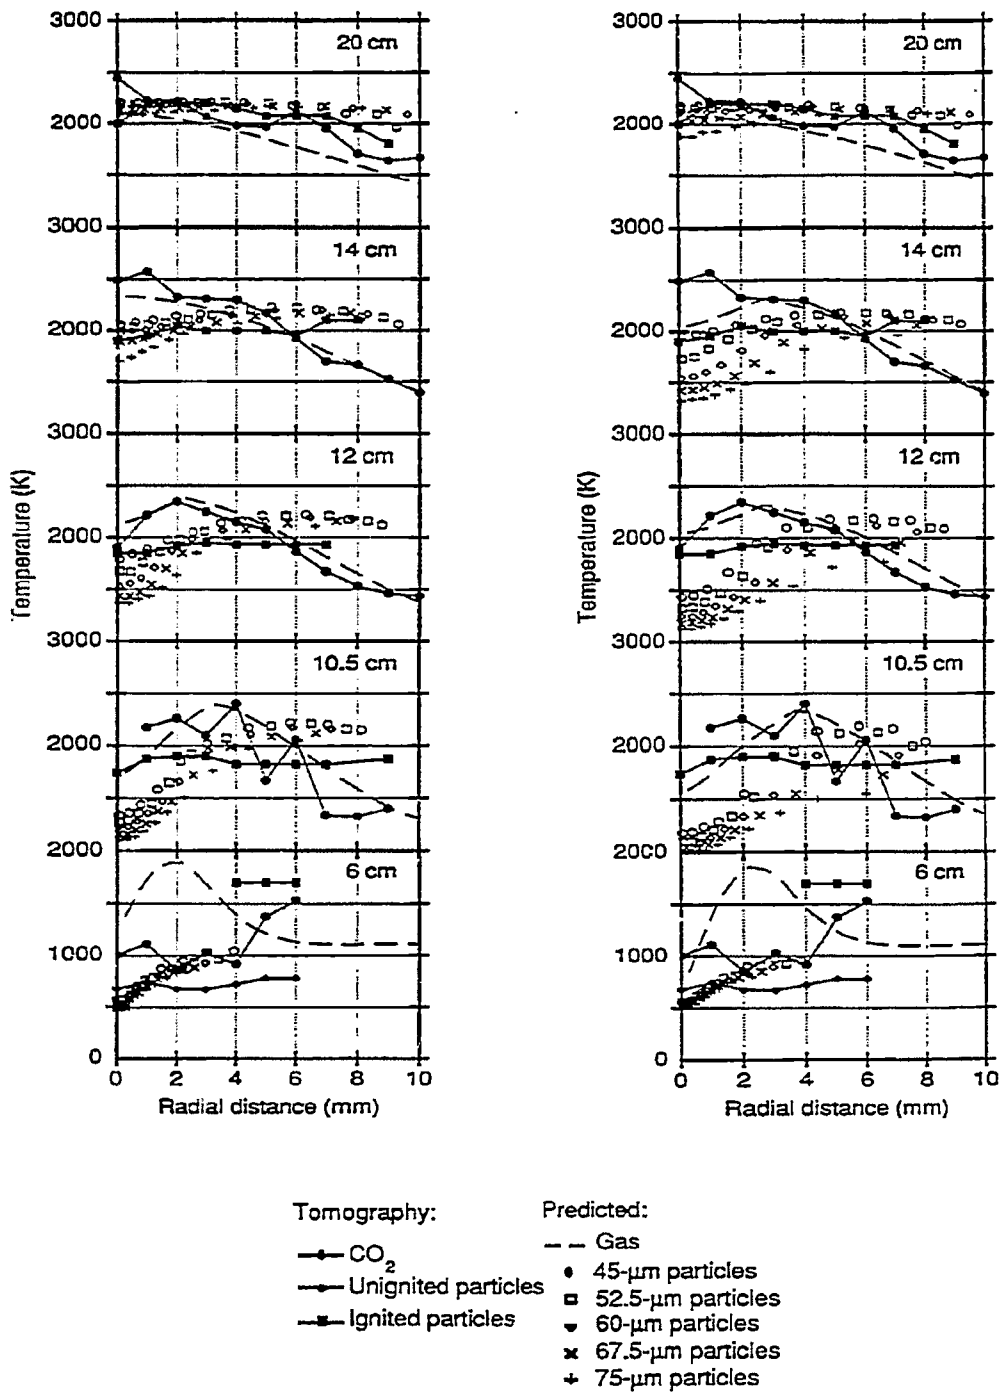 3000
20 cm
2000
3000
14 cm
2000
3000
12 cm
2000
3000
10.5 cm
2000
2000
6 cm
1000
0
0 2 4 6 8 10
Temperature (K)
Radial distance (mm)
3000
20 cm
2000
3000
14 cm
2000
3000
12 cm
2000
3000
10.5 cm
2000
2000
6 cm
1000
0
0 2 4 6 8 10
Temperature (K)
Radial distance (mm)
Tomography:
CO2
Unignited particles
Ignited particles
Predicted:
Gas
45-µm particles
52.5-µm particles
60-µm particles
67.5-µm particles
75-µm particles